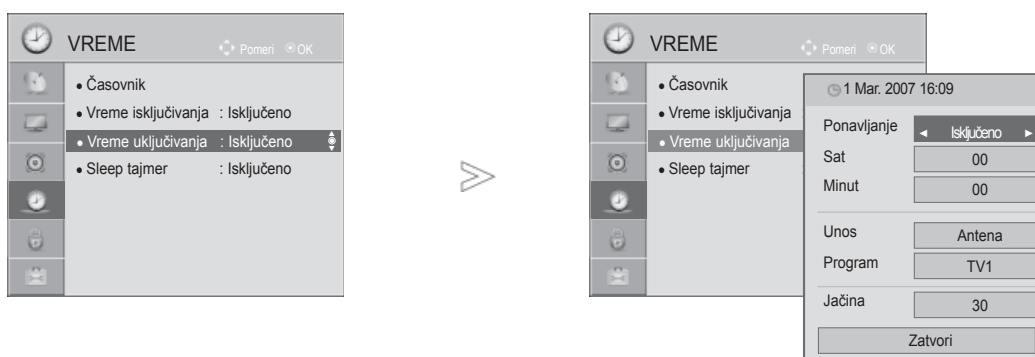 VREME Pomeri OK
Časovnik
Vreme isključivanja : Isključeno
Vreme uključivanja : Isključeno
Sleep tajmer : Isključeno
VREME Pomeri OK
Časovnik
Vreme isključivanja
Vreme uključivanja
Sleep tajmer
1 Mar. 2007 16:09
Ponavljanje Isključeno
Sat 00
Minut 00
Unos Antena
Program TV1
Jačina 30
Zatvori